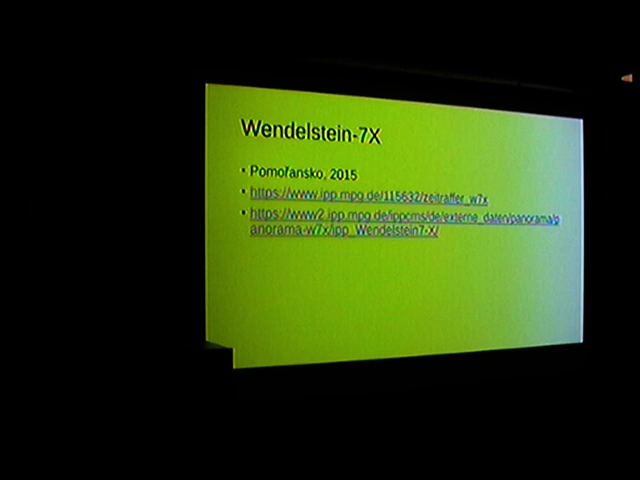 Wendelstein-7X
Pomořansko, 2015
https://www.ipp.mpg.de/115632/zeitraffer_w7x
https://www2.ipp.mpg.de/ippcms/de/externe_daten/panorama/p
anorama-w7x/ipp_Wendelstein7-X/